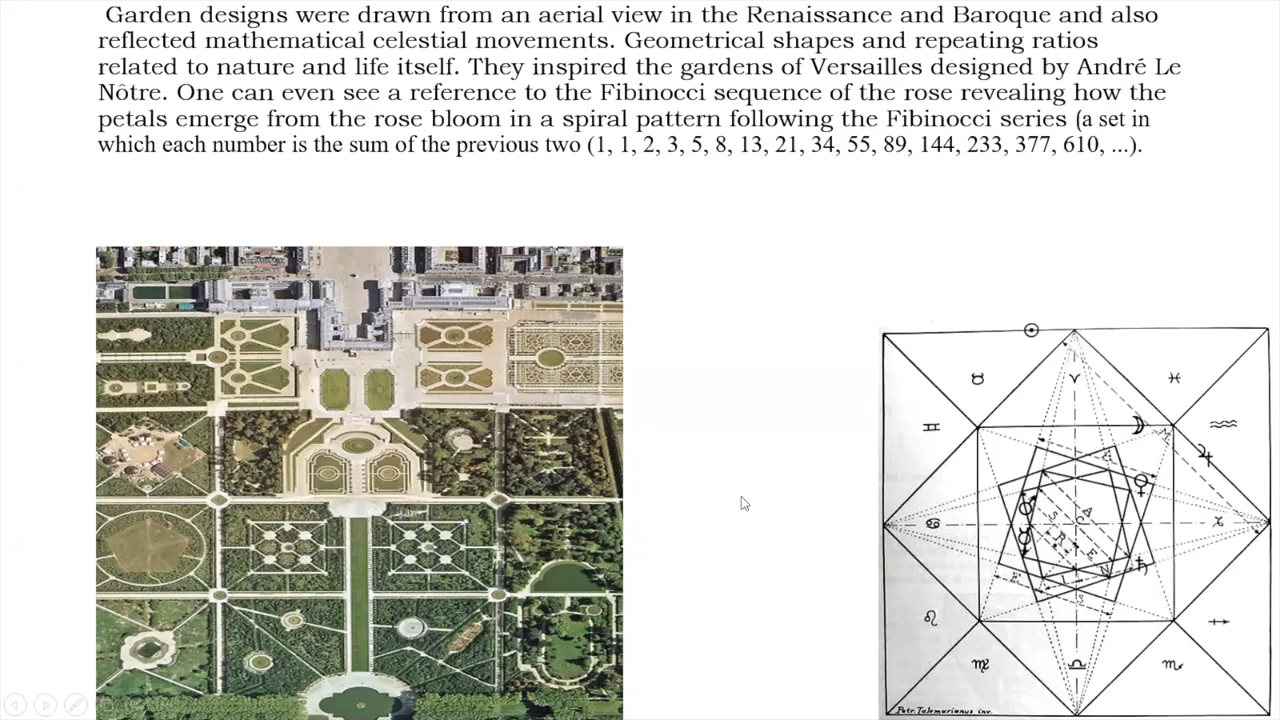 Garden designs were drawn from an aerial view in the Renaissance and Baroque and also
reflected mathematical celestial movements. Geometrical shapes and repeating ratios
related to nature and life itself. They inspired the gardens of Versailles designed by André Le
Nôtre. One can even see a reference to the Fibinocci sequence of the rose revealing how the
petals emerge from the rose bloom in a spiral pattern following the Fibinocci series (a set in
which each number is the sum of the previous two (1, 1, 2, 3, 5, 8, 13, 21, 34, 55, 89, 144, 233, 377, 610, ...).
Petr. Talemarianus inv.